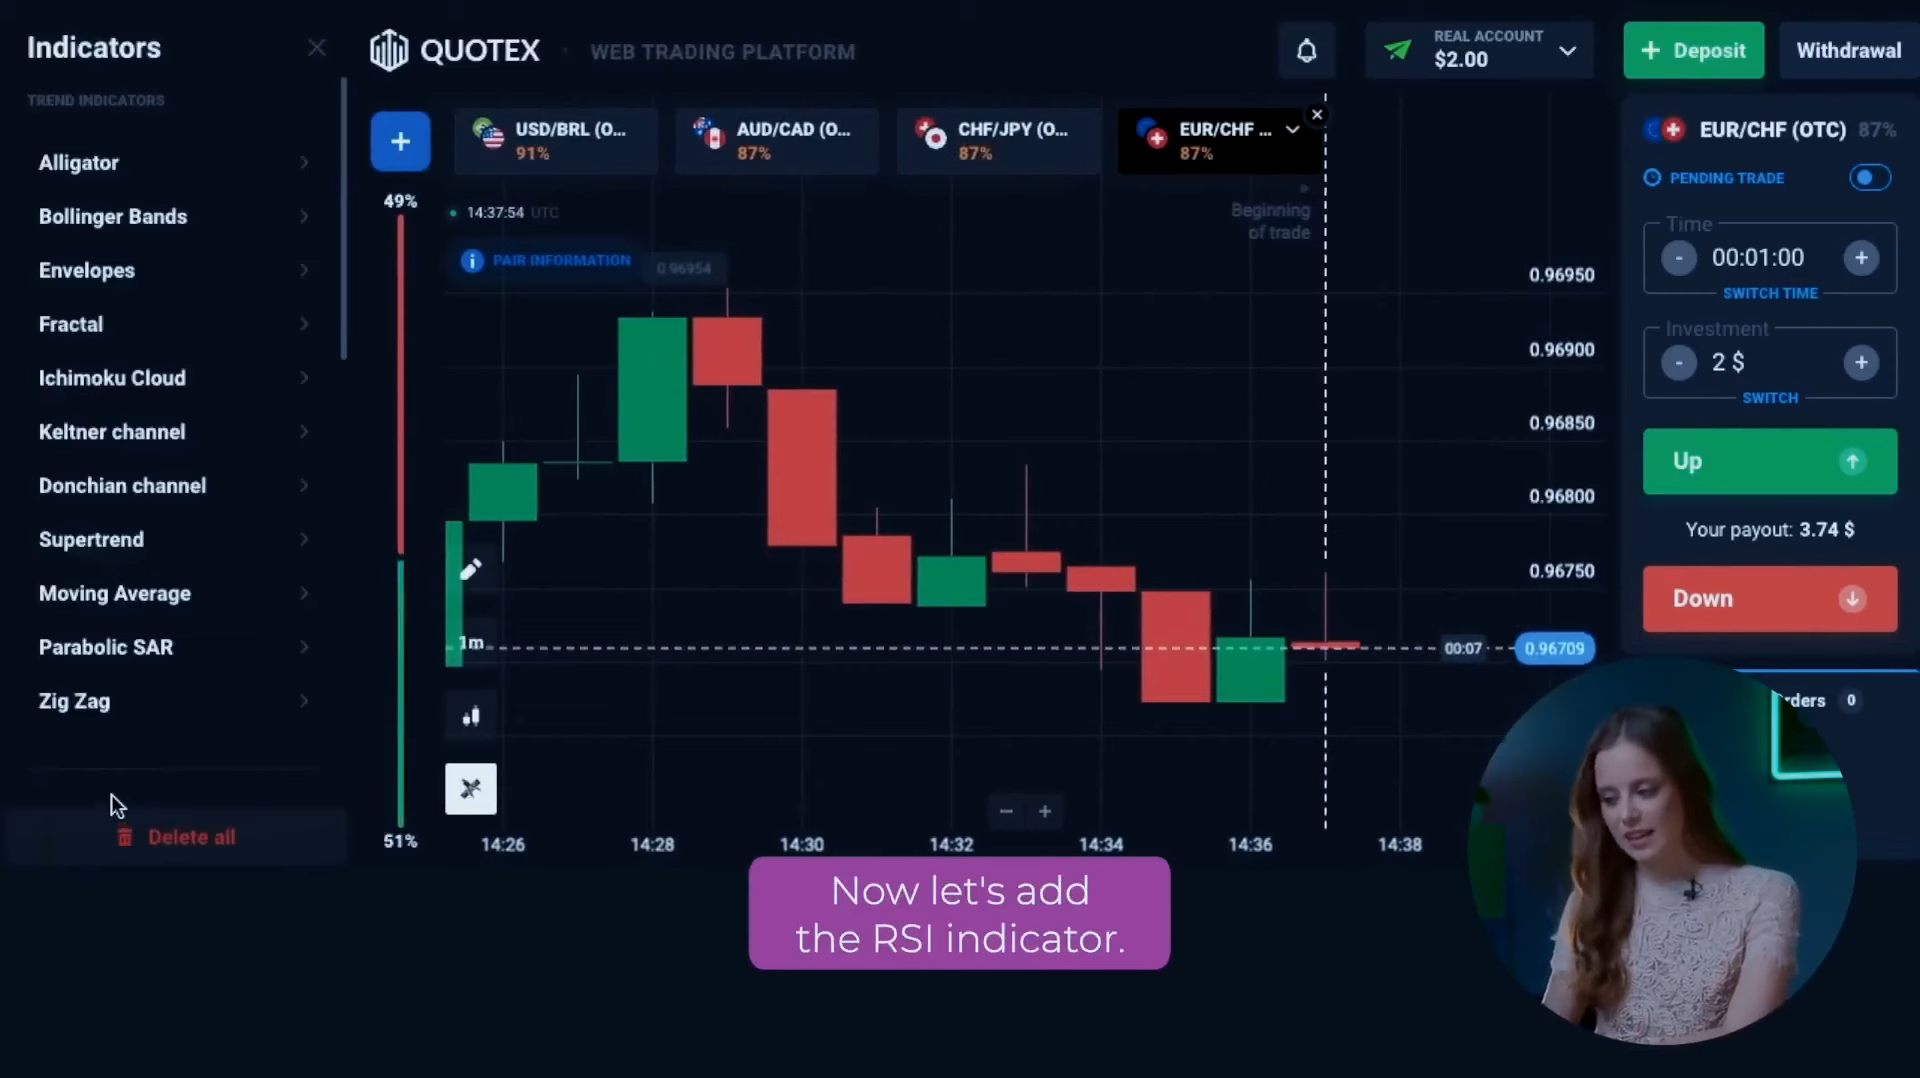 Indicators
TREND INDICATORS
Alligator
Bollinger Bands
Envelopes
Fractal
Ichimoku Cloud
Keltner channel
Donchian channel
Supertrend
Moving Average
Parabolic SAR
Zig Zag
Delete all
QUOTEX
WEB TRADING PLATFORM
REAL ACCOUNT
$2.00
+ Deposit
Withdrawal
+
USD/BRL (O...
91%
AUD/CAD (O...
87%
CHF/JPY (O...
87%
EUR/CHF ...
87%
49%
14:37:54 UTC
Beginning
of trade
PAIR INFORMATION
0.96954
0.96950
0.96900
0.96850
0.96800
0.96750
1m
00:07
0.96709
51%
14:26
14:28
14:30
14:32
14:34
14:36
14:38
EUR/CHF (OTC) 87%
PENDING TRADE
Time
- 00:01:00 +
SWITCH TIME
Investment
- 2 $ +
SWITCH
Up
Your payout: 3.74 $
Down
rders 0
Now let's add
the RSI indicator.